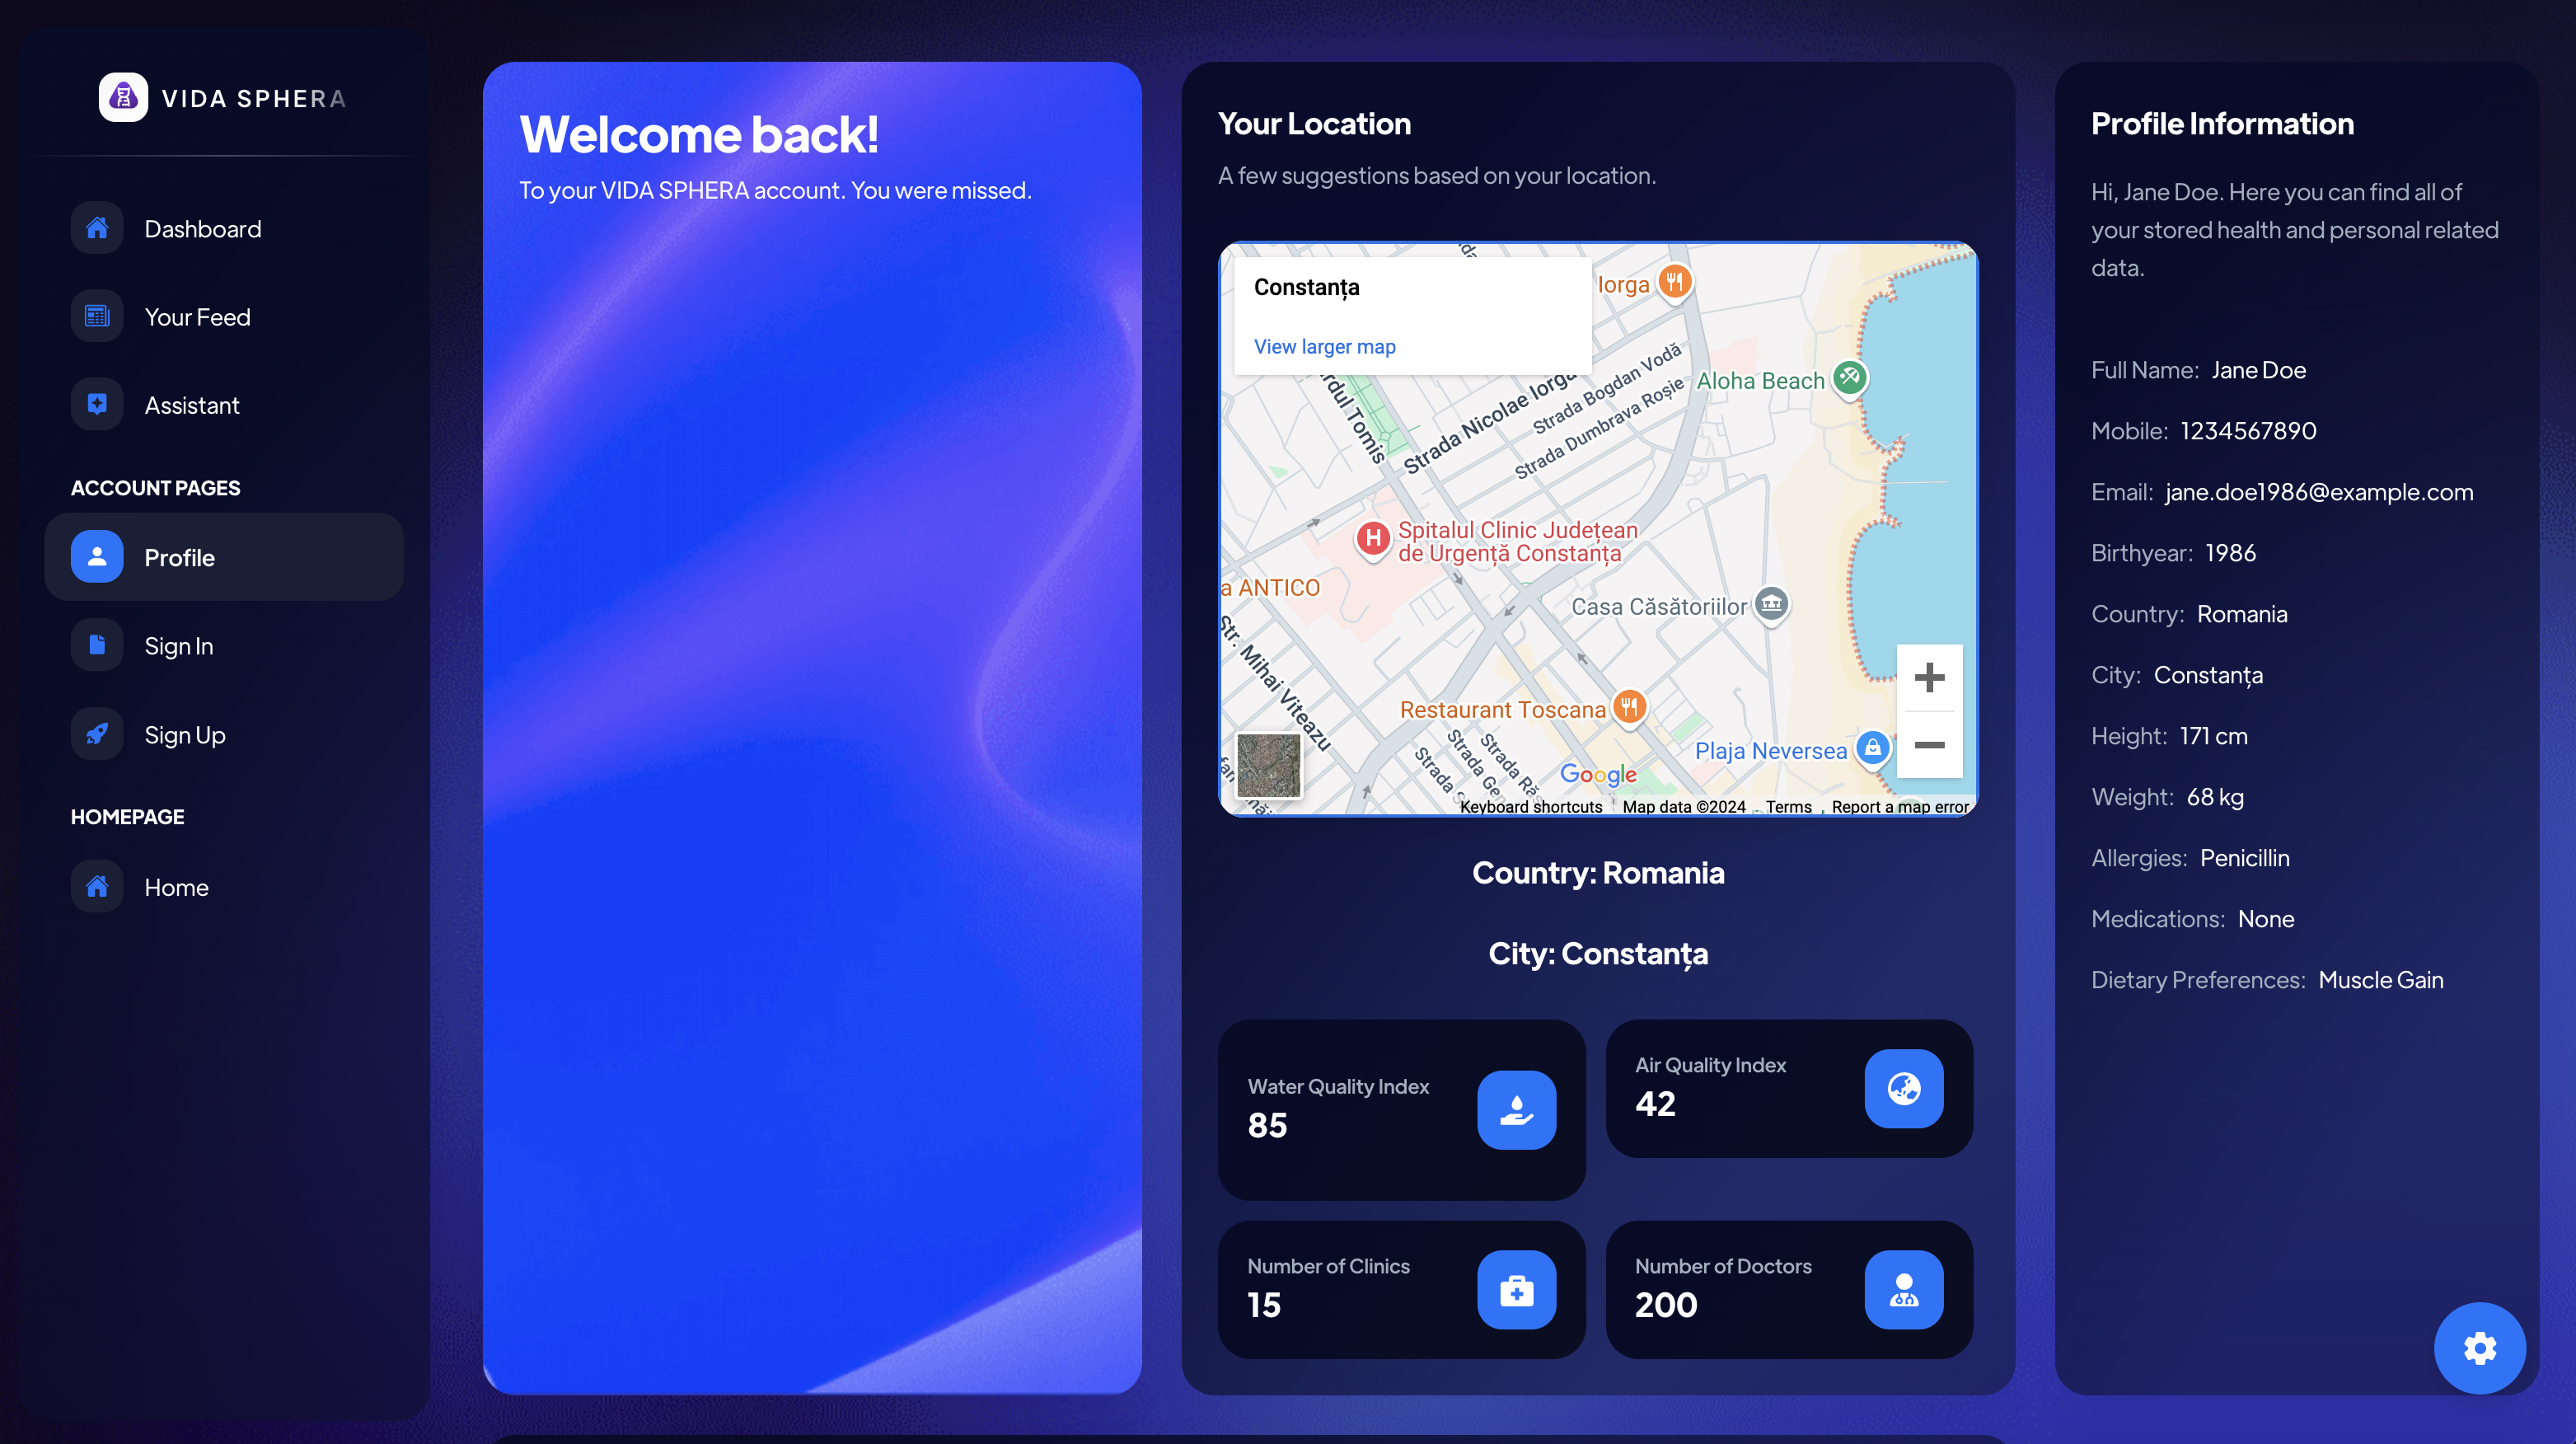 VIDA SPHERA
Dashboard
Your Feed
Assistant
ACCOUNT PAGES
Profile
Sign In
Sign Up
HOMEPAGE
Home
Welcome back!
To your VIDA SPHERA account. You were missed.
Your Location
A few suggestions based on your location.
Constanța
View larger map
Iorga
Strada Bogdan Vodă
Strada Nicolae Iorga
Strada Dumbrava Roșie
Aloha Beach
Tomis
H
Spitalul Clinic Județean
de Urgență Constanța
a ANTICO
Casa Căsătoriilor
Str. Mihai Viteazu
Restaurant Toscana
Strada
Strada
Strada
Plaja Neversea
Google
Keyboard shortcuts
Map data ©2024
Terms
Report a map error
Country: Romania
City: Constanța
Water Quality Index
85
Air Quality Index
42
Number of Clinics
15
Number of Doctors
200
Profile Information
Hi, Jane Doe. Here you can find all of
your stored health and personal related
data.
Full Name: Jane Doe
Mobile: 1234567890
Email: jane.doe1986@example.com
Birthyear: 1986
Country: Romania
City: Constanța
Height: 171 cm
Weight: 68 kg
Allergies: Penicillin
Medications: None
Dietary Preferences: Muscle Gain